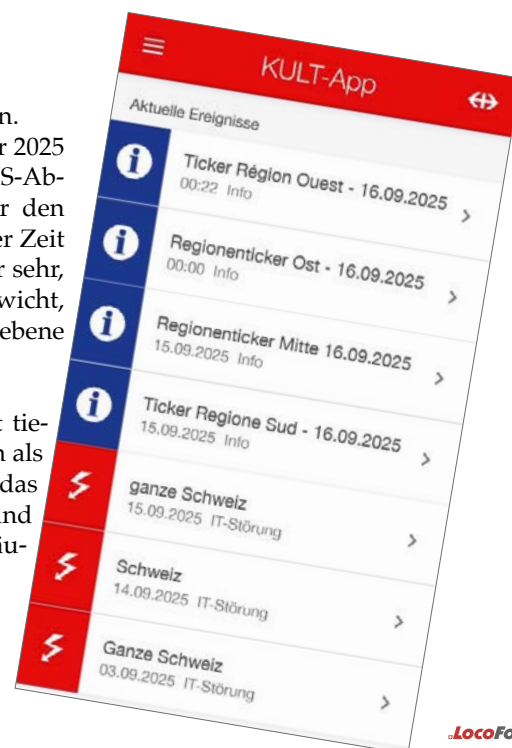 n.
r 2025
S-Ab-
r den
er Zeit
r sehr,
wicht,
ebene
t tie-
n als
das
und
äu-
KULT-App
Aktuelle Ereignisse
Ticker Région Ouest - 16.09.2025
00:22 Info
Regionenticker Ost - 16.09.2025
00:00 Info
Regionenticker Mitte 16.09.2025
15.09.2025 Info
Ticker Regione Sud - 16.09.2025
15.09.2025 Info
ganze Schweiz
15.09.2025 IT-Störung
Schweiz
14.09.2025 IT-Störung
Ganze Schweiz
03.09.2025 IT-Störung
LocoFo